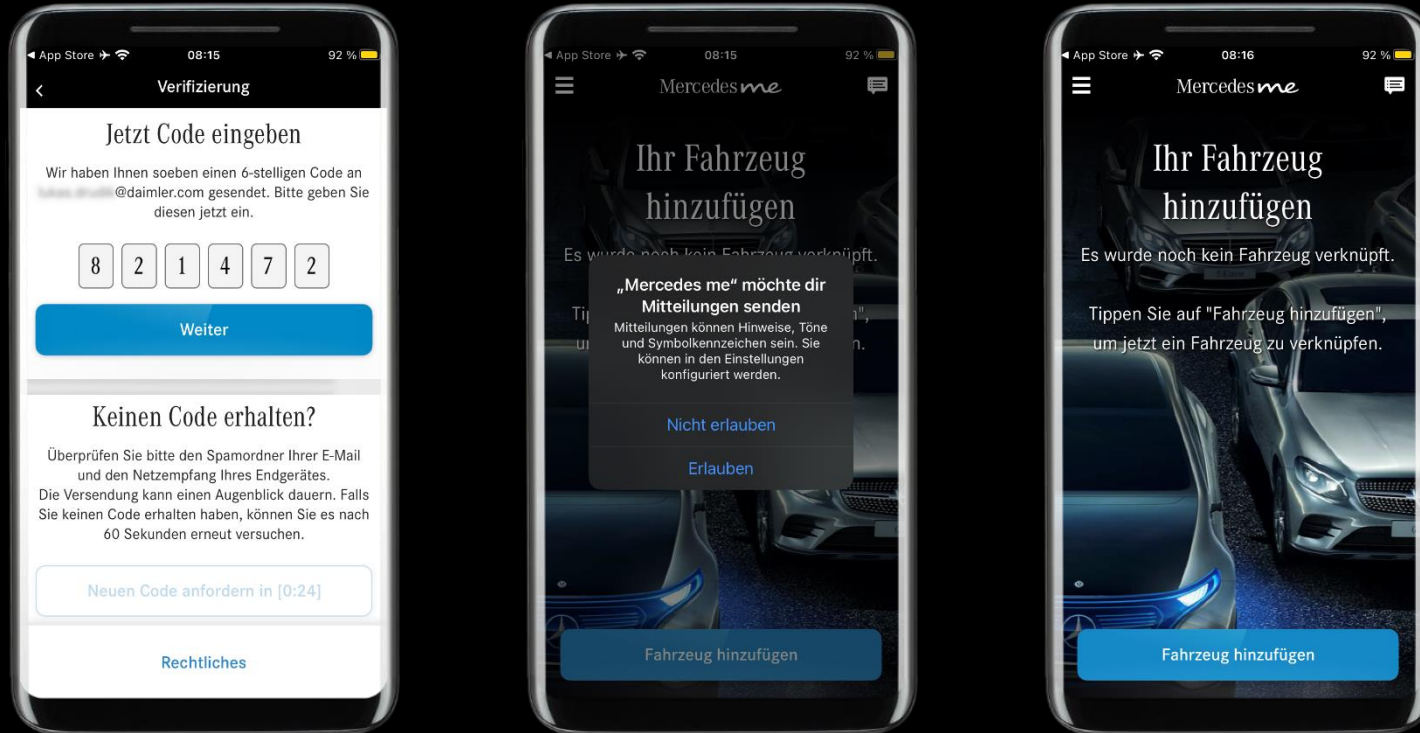 App Store
08:15
92 %
Verifizierung
Jetzt Code eingeben
Wir haben Ihnen soeben einen 6-stelligen Code an
@daimler.com gesendet. Bitte geben Sie
diesen jetzt ein.
8 2 1 4 7 2
Weiter
Keinen Code erhalten?
Überprüfen Sie bitte den Spamordner Ihrer E-Mail
und den Netzempfang Ihres Endgerätes.
Die Versendung kann einen Augenblick dauern. Falls
Sie keinen Code erhalten haben, können Sie es nach
60 Sekunden erneut versuchen.
Neuen Code anfordern in [0:24]
Rechtliches
App Store
08:15
92 %
Mercedes me
Ihr Fahrzeug
hinzufügen
Es wurde noch kein Fahrzeug verknüpft.
„Mercedes me“ möchte dir
Mitteilungen senden
Mitteilungen können Hinweise, Töne
und Symbolkennzeichen sein. Sie
können in den Einstellungen
konfiguriert werden.
Nicht erlauben
Erlauben
Fahrzeug hinzufügen
App Store
08:16
92 %
Mercedes me
Ihr Fahrzeug
hinzufügen
Es wurde noch kein Fahrzeug verknüpft.
Tippen Sie auf "Fahrzeug hinzufügen",
um jetzt ein Fahrzeug zu verknüpfen.
Fahrzeug hinzufügen